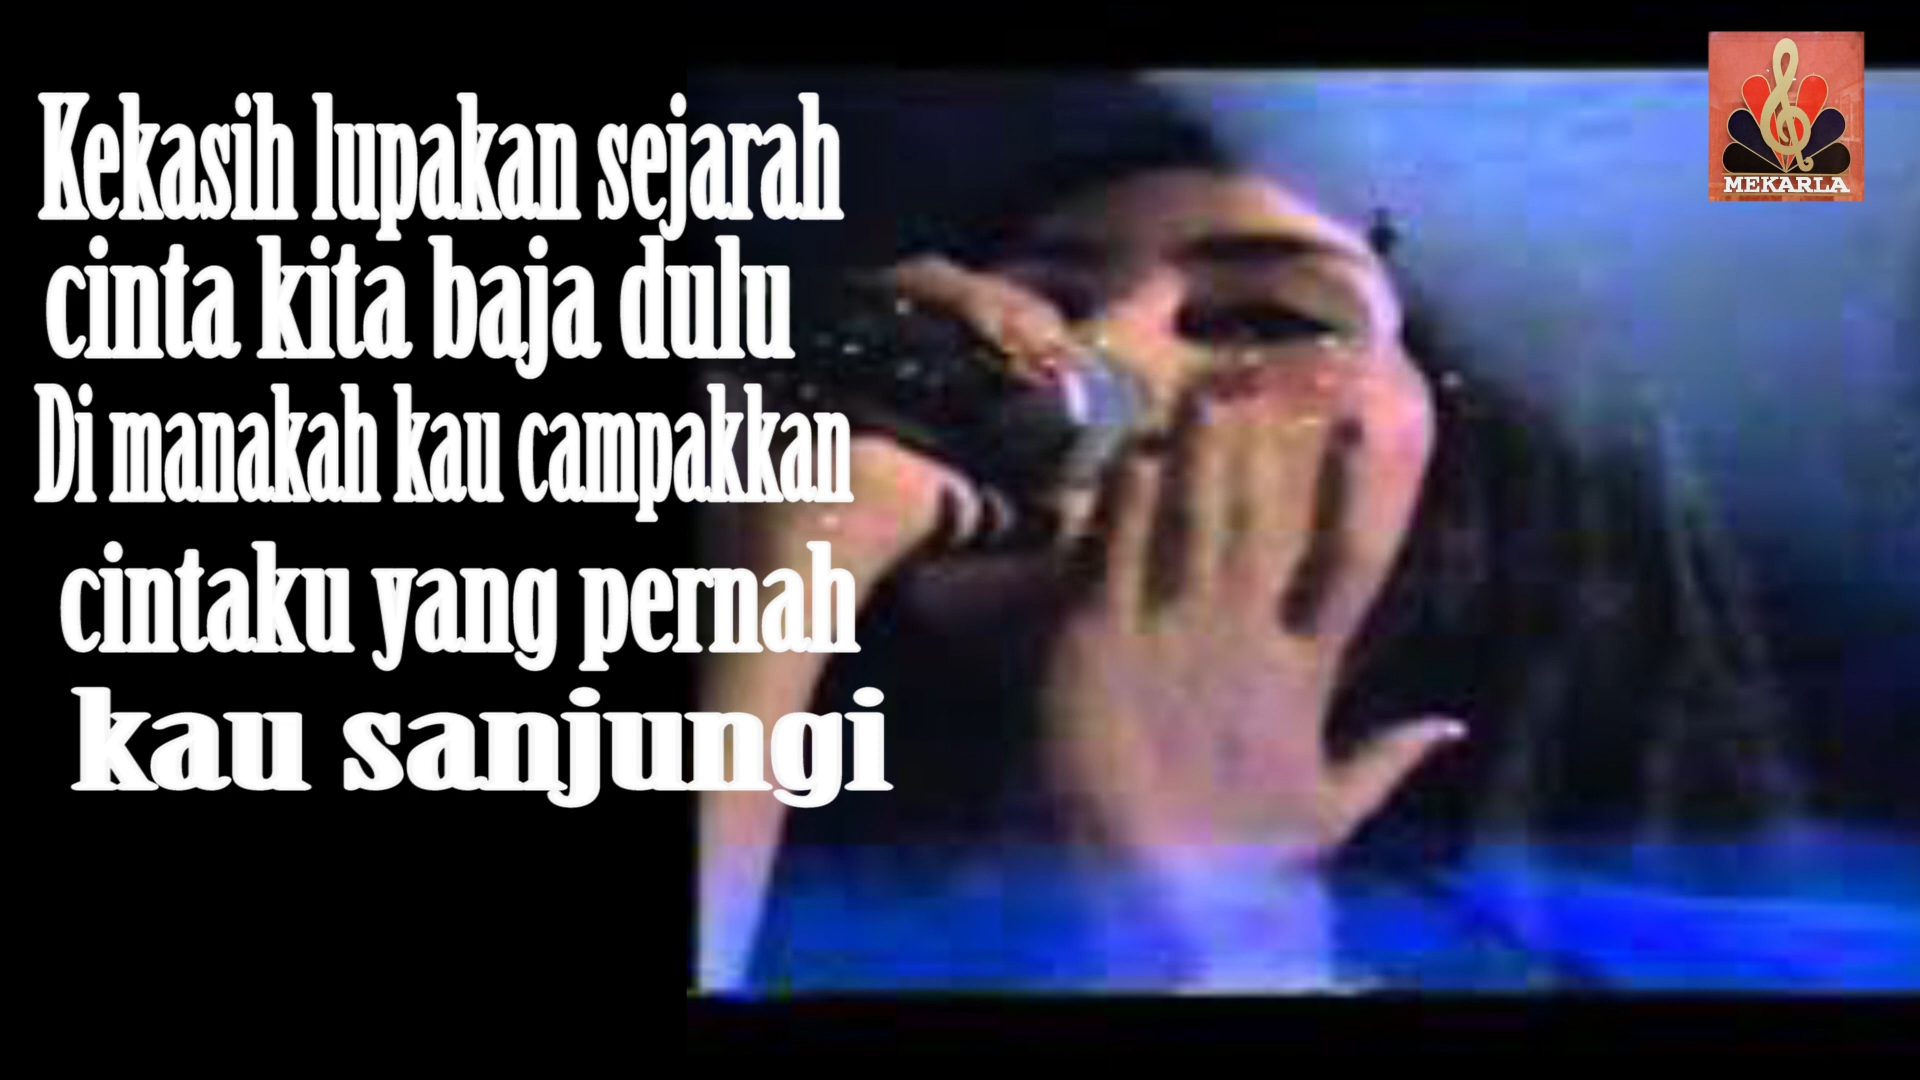 Kekasih lupakan sejarah
cinta kita baja dulu
Di manakah kau campakkan
cintaku yang pernah
kau sanjungi
MEKARLA